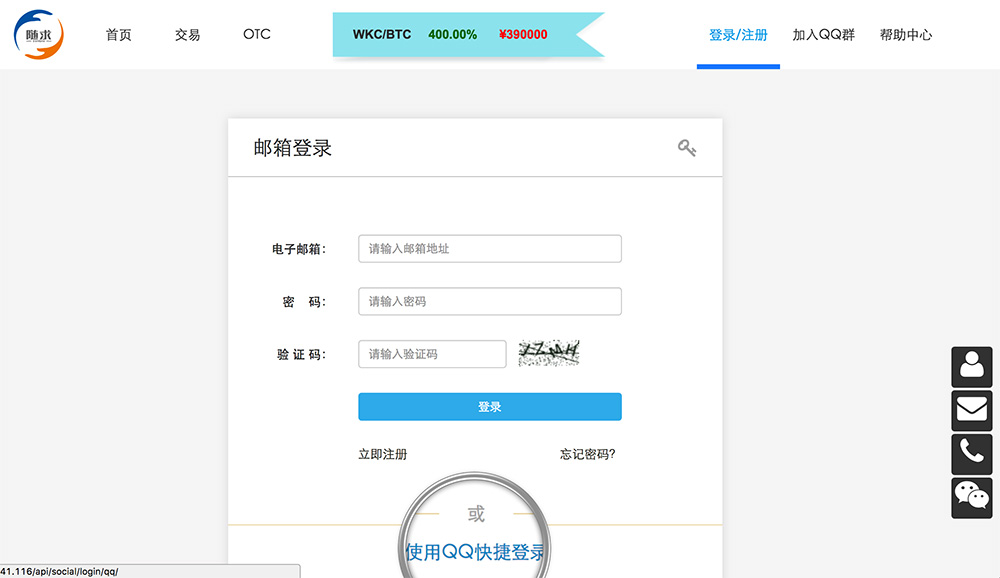 随求
首页 交易 OTC
WKC/BTC 400.00% ¥390000
登录/注册 加入QQ群 帮助中心
邮箱登录
电子邮箱: 请输入邮箱地址
密 码: 请输入密码
验 证 码: 请输入验证码
登录
立即注册 忘记密码?
或
使用QQ快捷登录
41.116/api/social/login/qq/